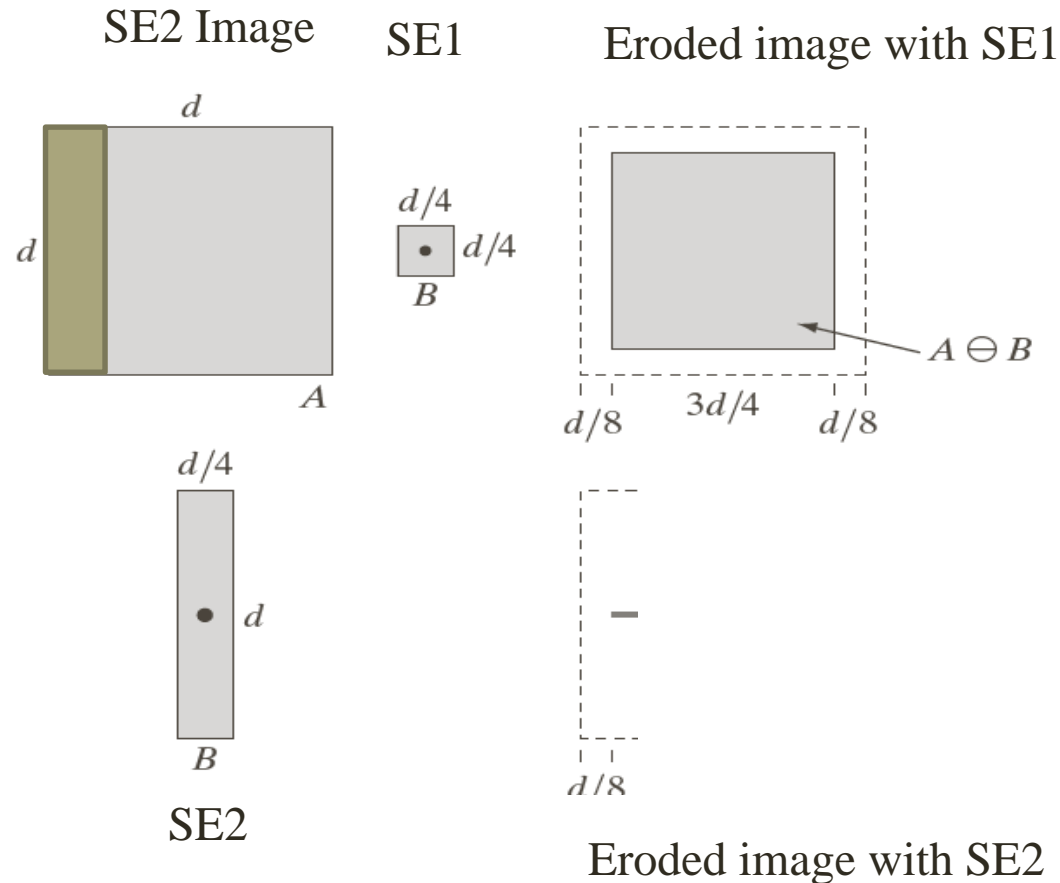 SE2 Image
SE1
Eroded image with SE1
d
d
A
d/4
d/4
B
A ⊖ B
d/8
3d/4
d/8
d/4
d
B
SE2
d/8
Eroded image with SE2